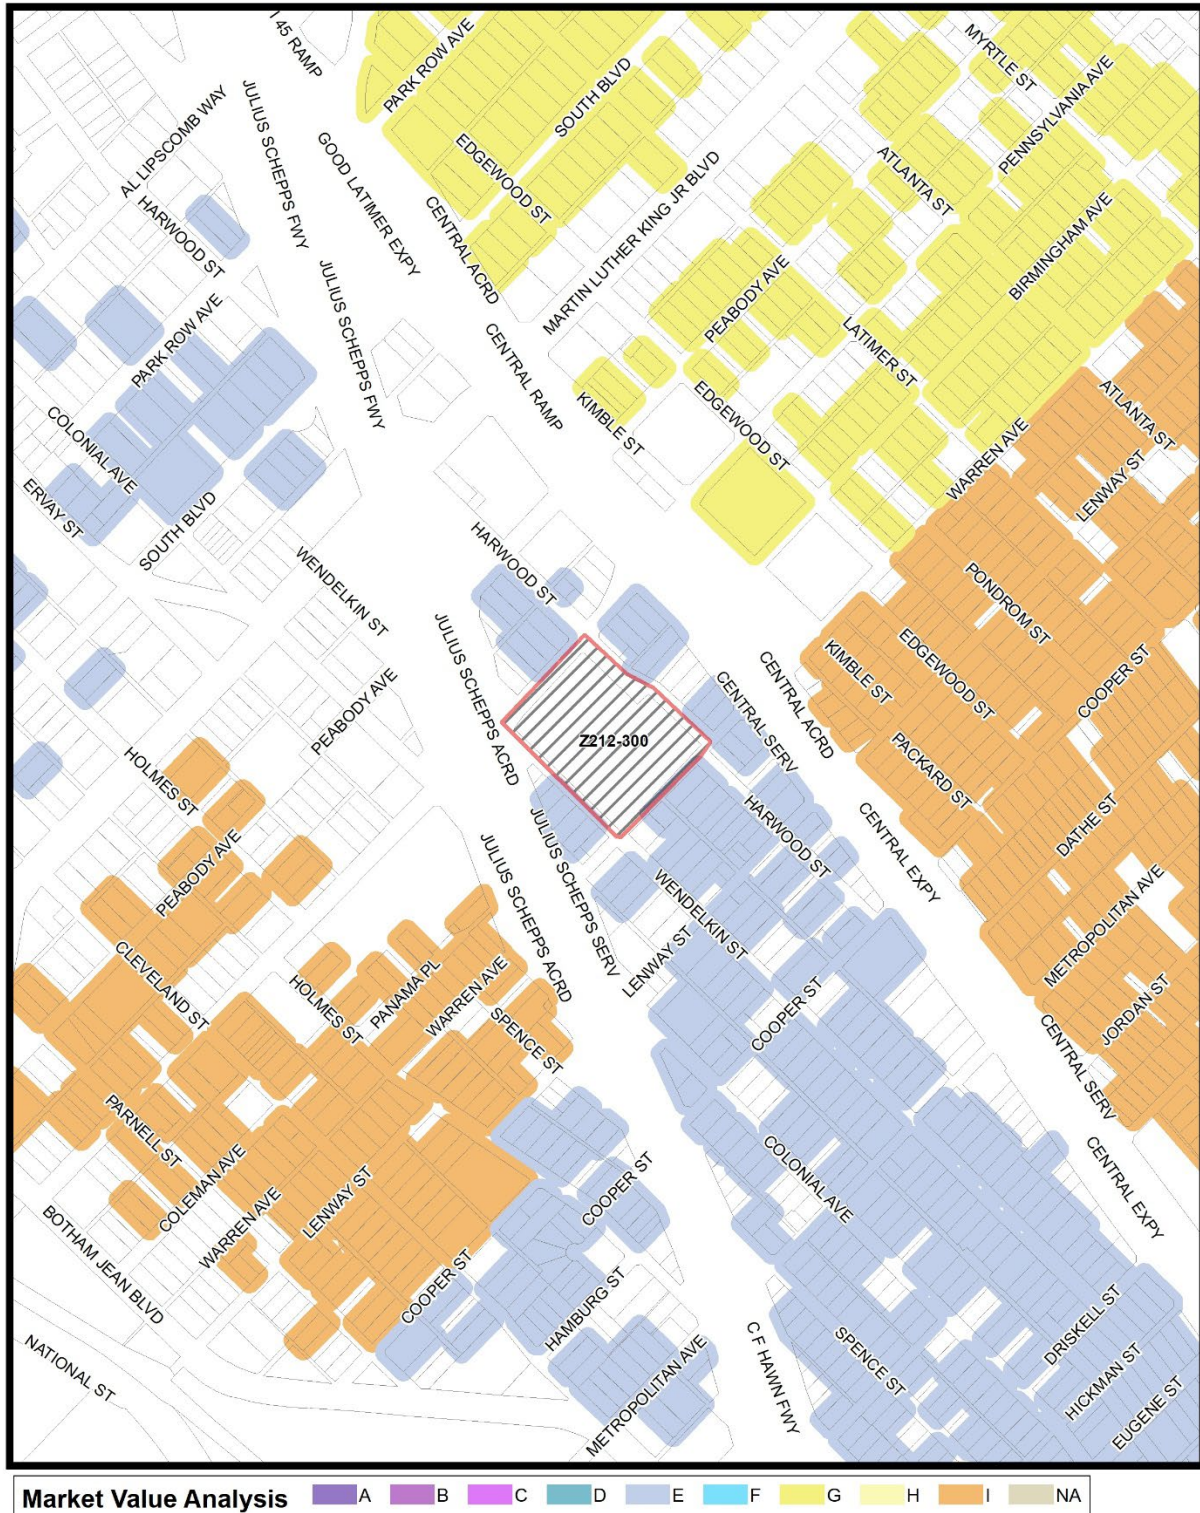 I 45 RAMP
PARK ROW AVE
MYRTLE ST
SOUTH BLVD
PENNSYLVANIA AVE
JULIUS SCHEPPS FWY
AL LIPSCOMB WAY
GOOD LATIMER EXPY
EDGEWOOD ST
ATLANTA ST
MARTIN LUTHER KING JR BLVD
HARWOOD ST
CENTRAL ACRD
BIRMINGHAM AVE
JULIUS SCHEPPS FWY
PEABODY AVE
PARK ROW AVE
CENTRAL RAMP
LATIMER ST
KIMBLE ST
EDGEWOOD ST
ATLANTA ST
COLONIAL AVE
WARREN AVE
LENWAY ST
ERVAY ST
SOUTH BLVD
HARWOOD ST
WENDELKIN ST
PONDROM ST
JULIUS SCHEPPS ACRD
EDGEWOOD ST
KIMBLE ST
COOPER ST
CENTRAL ACRD
PEABODY AVE
CENTRAL SERV
Z212-300
PACKARD ST
HOLMES ST
HARWOOD ST
CENTRAL EXPY
DATHE ST
JULIUS SCHEPPS SERV
JULIUS SCHEPPS ACRD
PEABODY AVE
WENDELKIN ST
METROPOLITAN AVE
LENWAY ST
CLEVELAND ST
HOLMES ST
PANAMA PL
WARREN AVE
SPENCE ST
COOPER ST
JORDAN ST
CENTRAL SERV
PARNELL ST
COLEMAN AVE
COLONIAL AVE
CENTRAL EXPY
LENWAY ST
WARREN AVE
COOPER ST
BOTHAM JEAN BLVD
COOPER ST
HAMBURG ST
DRISKELL ST
NATIONAL ST
METROPOLITAN AVE
C F HAWN FWY
SPENCE ST
HICKMAN ST
EUGENE ST
Market Value Analysis A B C D E F G H I NA